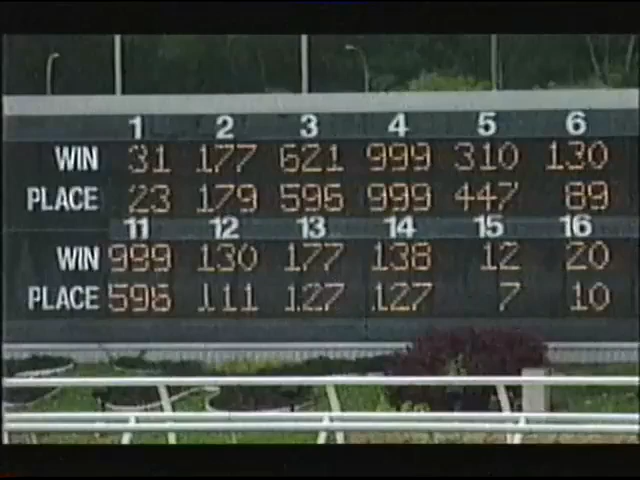 1 2 3 4 5 6
WIN 31 177 621 999 310 130
PLACE 23 179 595 999 447 89
11 12 13 14 15 16
WIN 999 130 177 138 12 20
PLACE 596 111 127 127 7 10